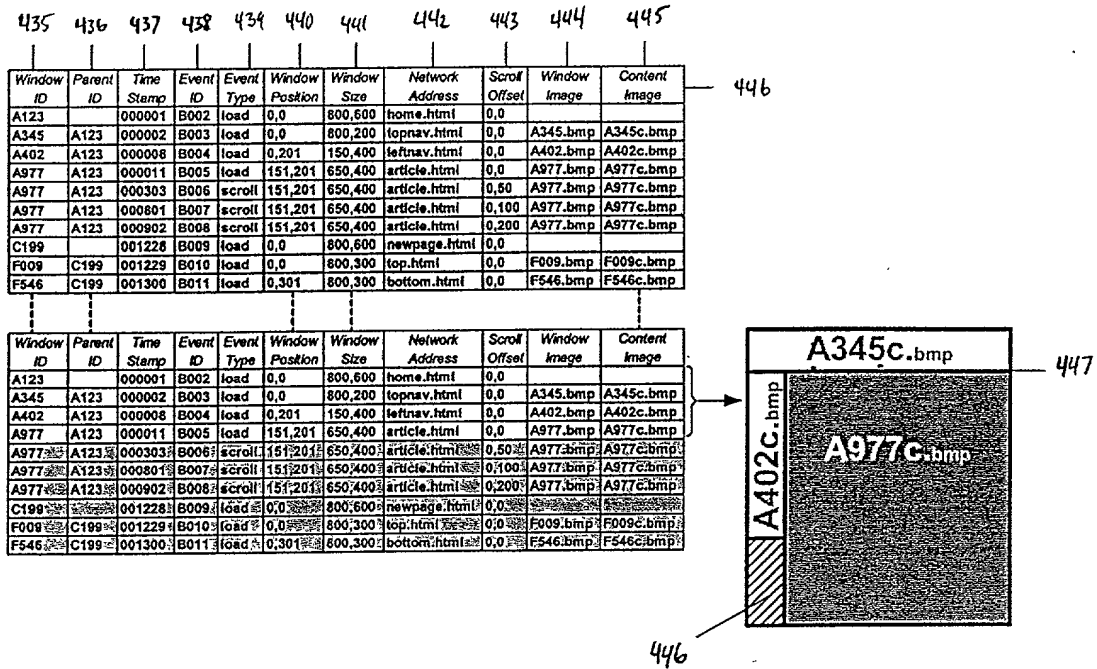 435 436 437 438 439 440 441 442 443 444 445
Window Parent Time Event Event Window Window Network Scroll Window Content
ID ID Stamp ID Type Position Size Address Offset Image Image
446
A123 000001 B002 load 0,0 800,600 home.html 0,0
A345 A123 000002 B003 load 0,0 800,200 topnav.html 0,0 A345.bmp A345c.bmp
A402 A123 000008 B004 load 0,201 150,400 leftnav.html 0,0 A402.bmp A402c.bmp
A977 A123 000011 B005 load 151,201 650,400 article.html 0,0 A977.bmp A977c.bmp
A977 A123 000303 B006 scroll 151,201 650,400 article.html 0,50 A977.bmp A977c.bmp
A977 A123 000801 B007 scroll 151,201 650,400 article.html 0,100 A977.bmp A977c.bmp
A977 A123 000902 B008 scroll 151,201 650,400 article.html 0,200 A977.bmp A977c.bmp
C199 001228 B009 load 0,0 800,600 newpage.html 0,0
F009 C199 001229 B010 load 0,0 800,300 top.html 0,0 F009.bmp F009c.bmp
F546 C199 001300 B011 load 0,301 800,300 bottom.html 0,0 F546.bmp F546c.bmp
Window Parent Time Event Event Window Window Network Scroll Window Content
ID ID Stamp ID Type Position Size Address Offset Image Image
A123 000001 B002 load 0,0 800,600 home.html 0,0
A345 A123 000002 B003 load 0,0 800,200 topnav.html 0,0 A345.bmp A345c.bmp
A402 A123 000008 B004 load 0,201 150,400 leftnav.html 0,0 A402.bmp A402c.bmp
A977 A123 000011 B005 load 151,201 650,400 article.html 0,0 A977.bmp A977c.bmp
A977 A123 000303 B006 scroll 151,201 650,400 article.html 0,50 A977.bmp A977c.bmp
A977 A123 000801 B007 scroll 151,201 650,400 article.html 0,100 A977.bmp A977c.bmp
A977 A123 000902 B008 scroll 151,201 650,400 article.html 0,200 A977.bmp A977c.bmp
C199 001228 B009 load 0,0 800,600 newpage.html 0,0
F009 C199 001229 B010 load 0,0 800,300 top.html 0,0 F009.bmp F009c.bmp
F546 C199 001300 B011 load 0,301 800,300 bottom.html 0,0 F546.bmp F546c.bmp
A345c.bmp
447
A402c.bmp
A977c.bmp
446